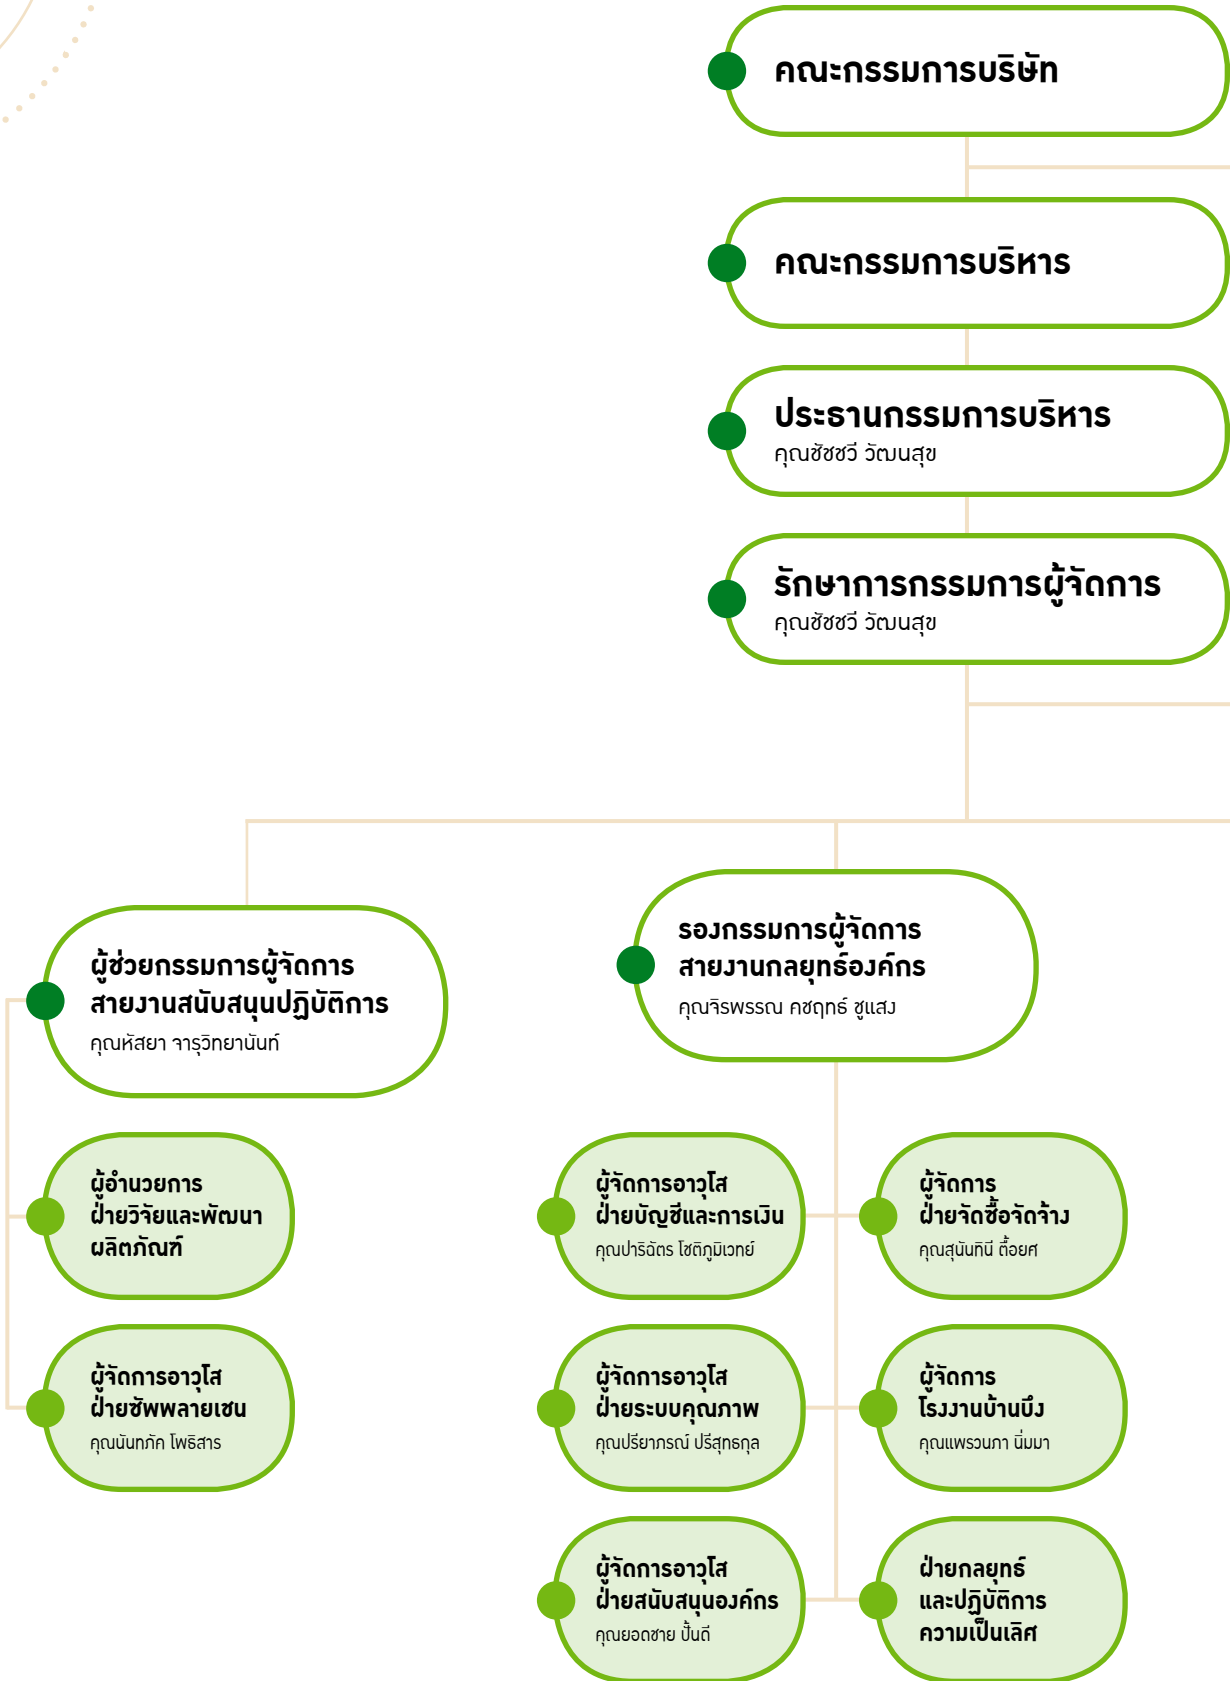 คณะกรรมการบริษัท
คณะกรรมการบริหาร
ประธานกรรมการบริหาร
คุณชัชชวี วัฒนสุข
รักษาการกรรมการผู้จัดการ
คุณชัชชวี วัฒนสุข
ผู้ช่วยกรรมการผู้จัดการ
สายงานสนับสนุนปฏิบัติการ
คุณหัสยา จารุวิทยานันท์
ผู้อำนวยการ
ฝ่ายวิจัยและพัฒนา
ผลิตภัณฑ์
ผู้จัดการอาวุโส
ฝ่ายซัพพลายเชน
คุณนันทภัค โพธิสาร
รองกรรมการผู้จัดการ
สายงานกลยุทธ์องค์กร
คุณจิรพรรณ คชฤทธ์ ชูแสง
ผู้จัดการอาวุโส
ฝ่ายบัญชีและการเงิน
คุณปาริฉัตร โชติภูมิเวทย์
ผู้จัดการ
ฝ่ายจัดซื้อจัดจ้าง
คุณสุนันทินี ตื้อยศ
ผู้จัดการอาวุโส
ฝ่ายระบบคุณภาพ
คุณปรียาภรณ์ ปรีสุทธกุล
ผู้จัดการ
โรงงานบ้านบึง
คุณแพรวนภา นิ่มมา
ผู้จัดการอาวุโส
ฝ่ายสนับสนุนองค์กร
คุณยอดชาย ปั้นดี
ฝ่ายกลยุทธ์
และปฏิบัติการ
ความเป็นเลิศ